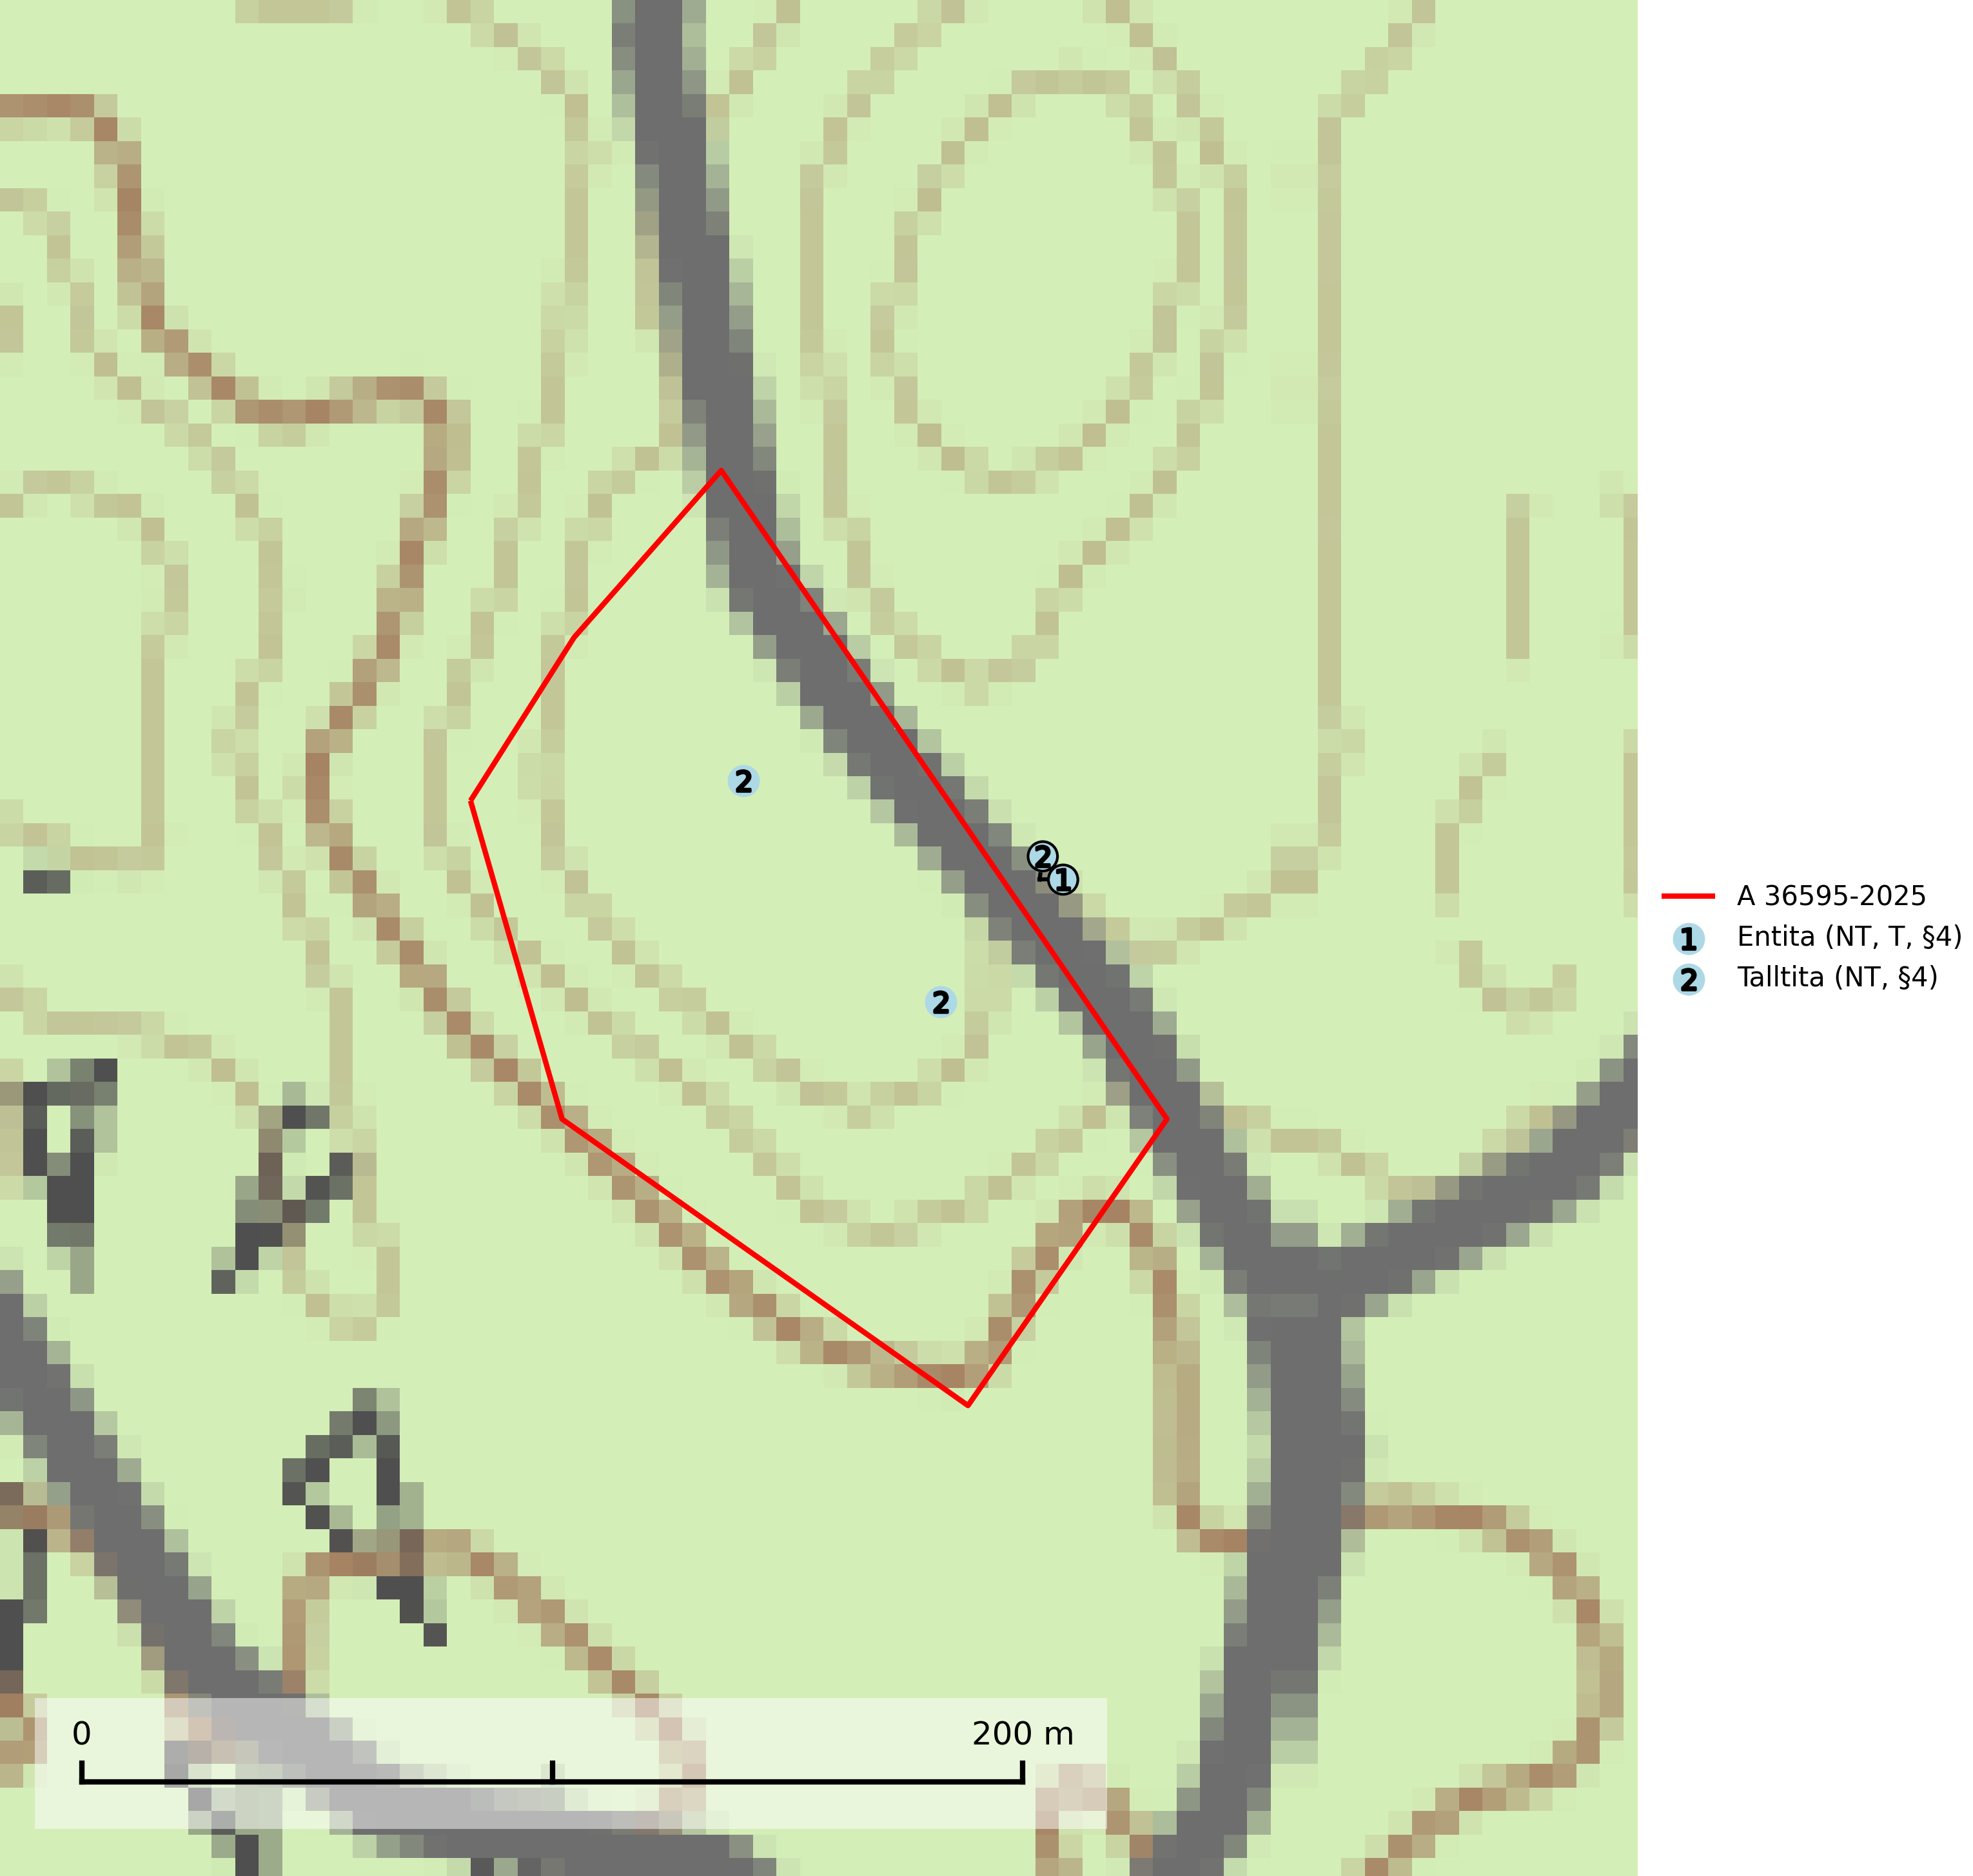 2
2
1
2
A 36595-2025
1 Entita (NT, T, §4)
2 Talltita (NT, §4)
0
200 m